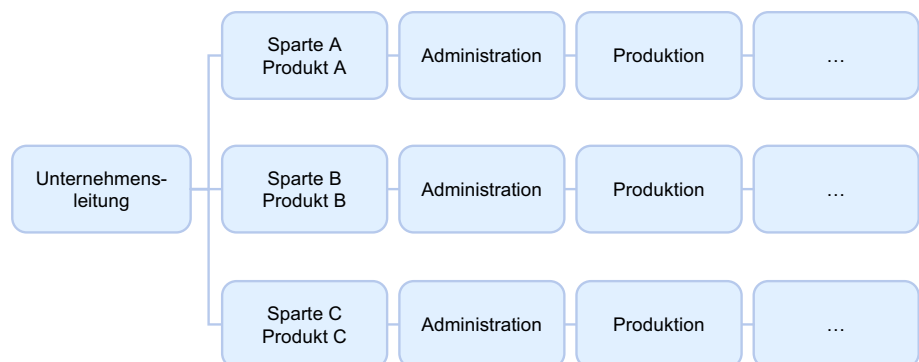 Sparte A
Produkt A
Administration
Produktion
…
Unternehmens-
leitung
Sparte B
Produkt B
Administration
Produktion
…
Sparte C
Produkt C
Administration
Produktion
…